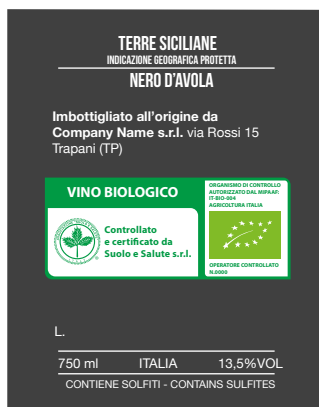 TERRE SICILIANE
INDICAZIONE GEOGRAFICA PROTETTA
NERO D'AVOLA
Imbottigliato all'origine da
Company Name s.r.l. via Rossi 15
Trapani (TP)
VINO BIOLOGICO
Controllato
e certificato da
Suolo e Salute s.r.l.
ORGANISMO DI CONTROLLO
AUTORIZZATO DAL MIPAAF:
IT-BIO-004
AGRICOLTURA ITALIA
OPERATORE CONTROLLATO
N.0000
L.
750 ml ITALIA 13,5%VOL
CONTIENE SOLFITI - CONTAINS SULFITES